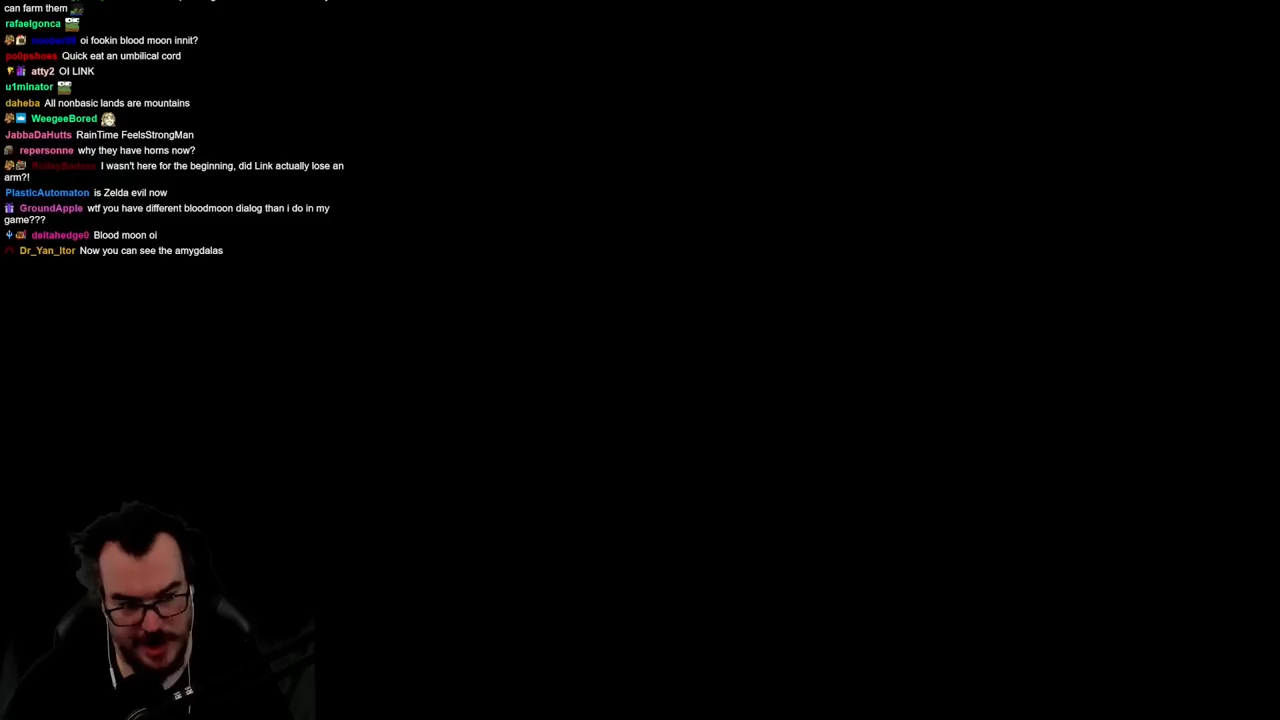 can farm them
rafaelgonca
oi fookin blood moon innit?
po0pshoes Quick eat an umbilical cord
atty2 OI LINK
u1minator
daheba All nonbasic lands are mountains
WeegeeBored
JabbaDaHutts RainTime FeelsStrongMan
repersonne why they have horns now?
I wasn't here for the beginning, did Link actually lose an
arm?!
PlasticAutomaton is Zelda evil now
GroundApple wtf you have different bloodmoon dialog than i do in my
game???
deltahedge0 Blood moon oi
Dr_Yan_Itor Now you can see the amygdalas